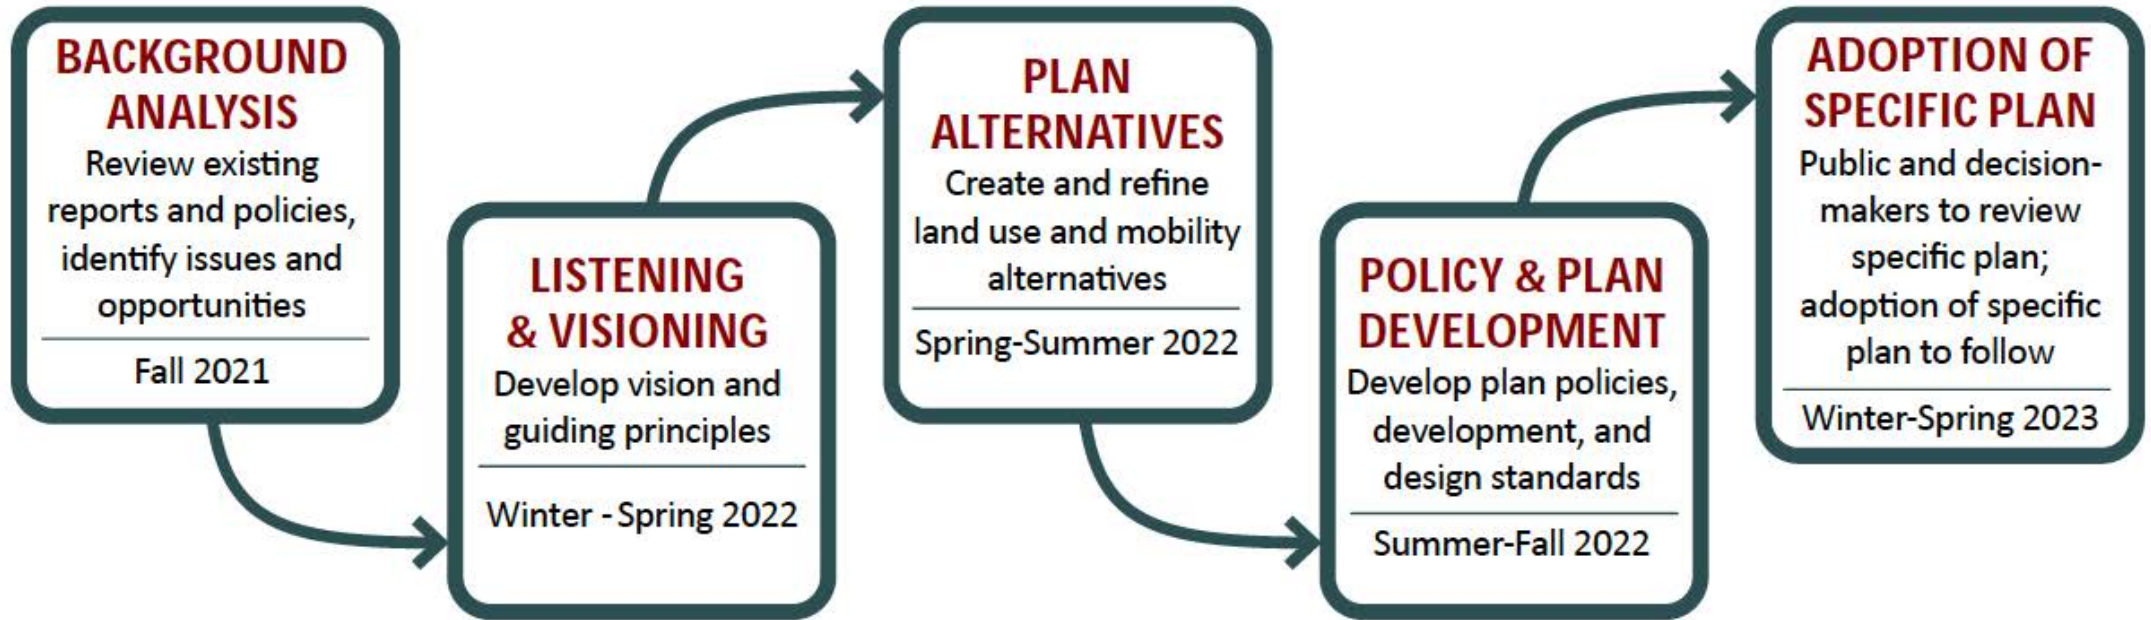 BACKGROUND
ANALYSIS
Review existing
reports and policies,
identify issues and
opportunities
Fall 2021
LISTENING
& VISIONING
Develop vision and
guiding principles
Winter - Spring 2022
PLAN
ALTERNATIVES
Create and refine
land use and mobility
alternatives
Spring-Summer 2022
POLICY & PLAN
DEVELOPMENT
Develop plan policies,
development, and
design standards
Summer-Fall 2022
ADOPTION OF
SPECIFIC PLAN
Public and decision-
makers to review
specific plan;
adoption of specific
plan to follow
Winter-Spring 2023